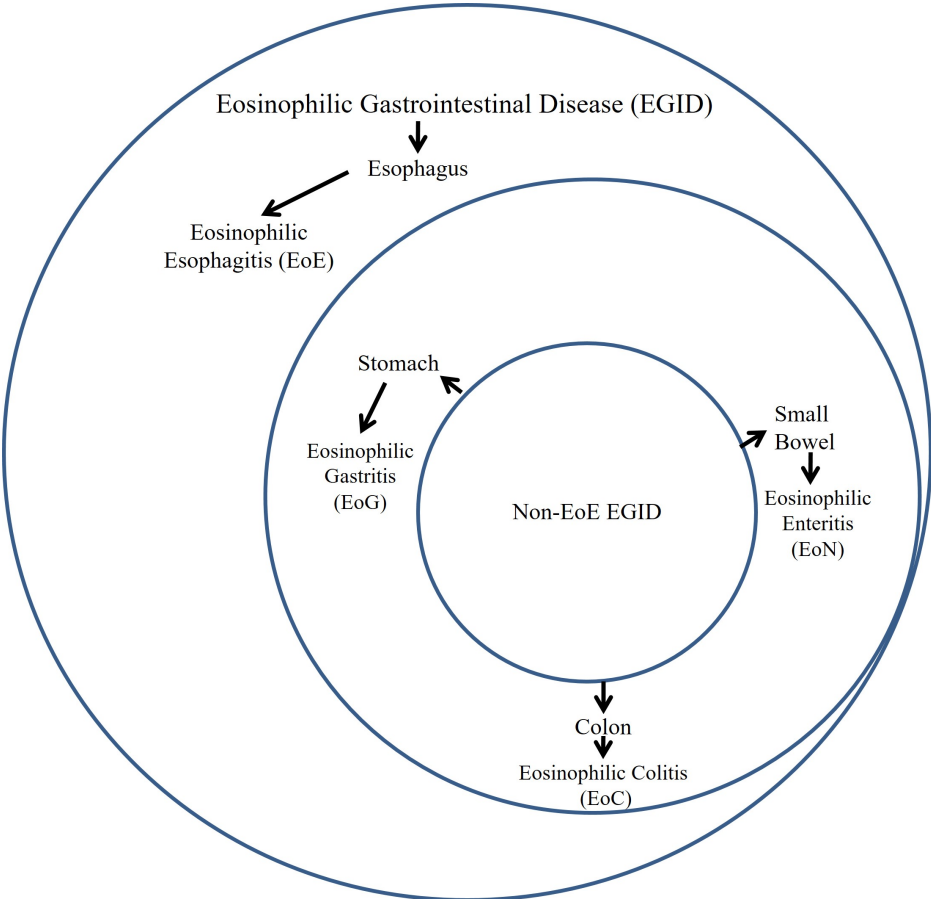 Eosinophilic Gastrointestinal Disease (EGID)
Esophagus
Eosinophilic
Esophagitis (EoE)
Stomach
Eosinophilic
Gastritis
(EoG)
Non-EoE EGID
Small
Bowel
Eosinophilic
Enteritis
(EoN)
Colon
Eosinophilic Colitis
(EoC)